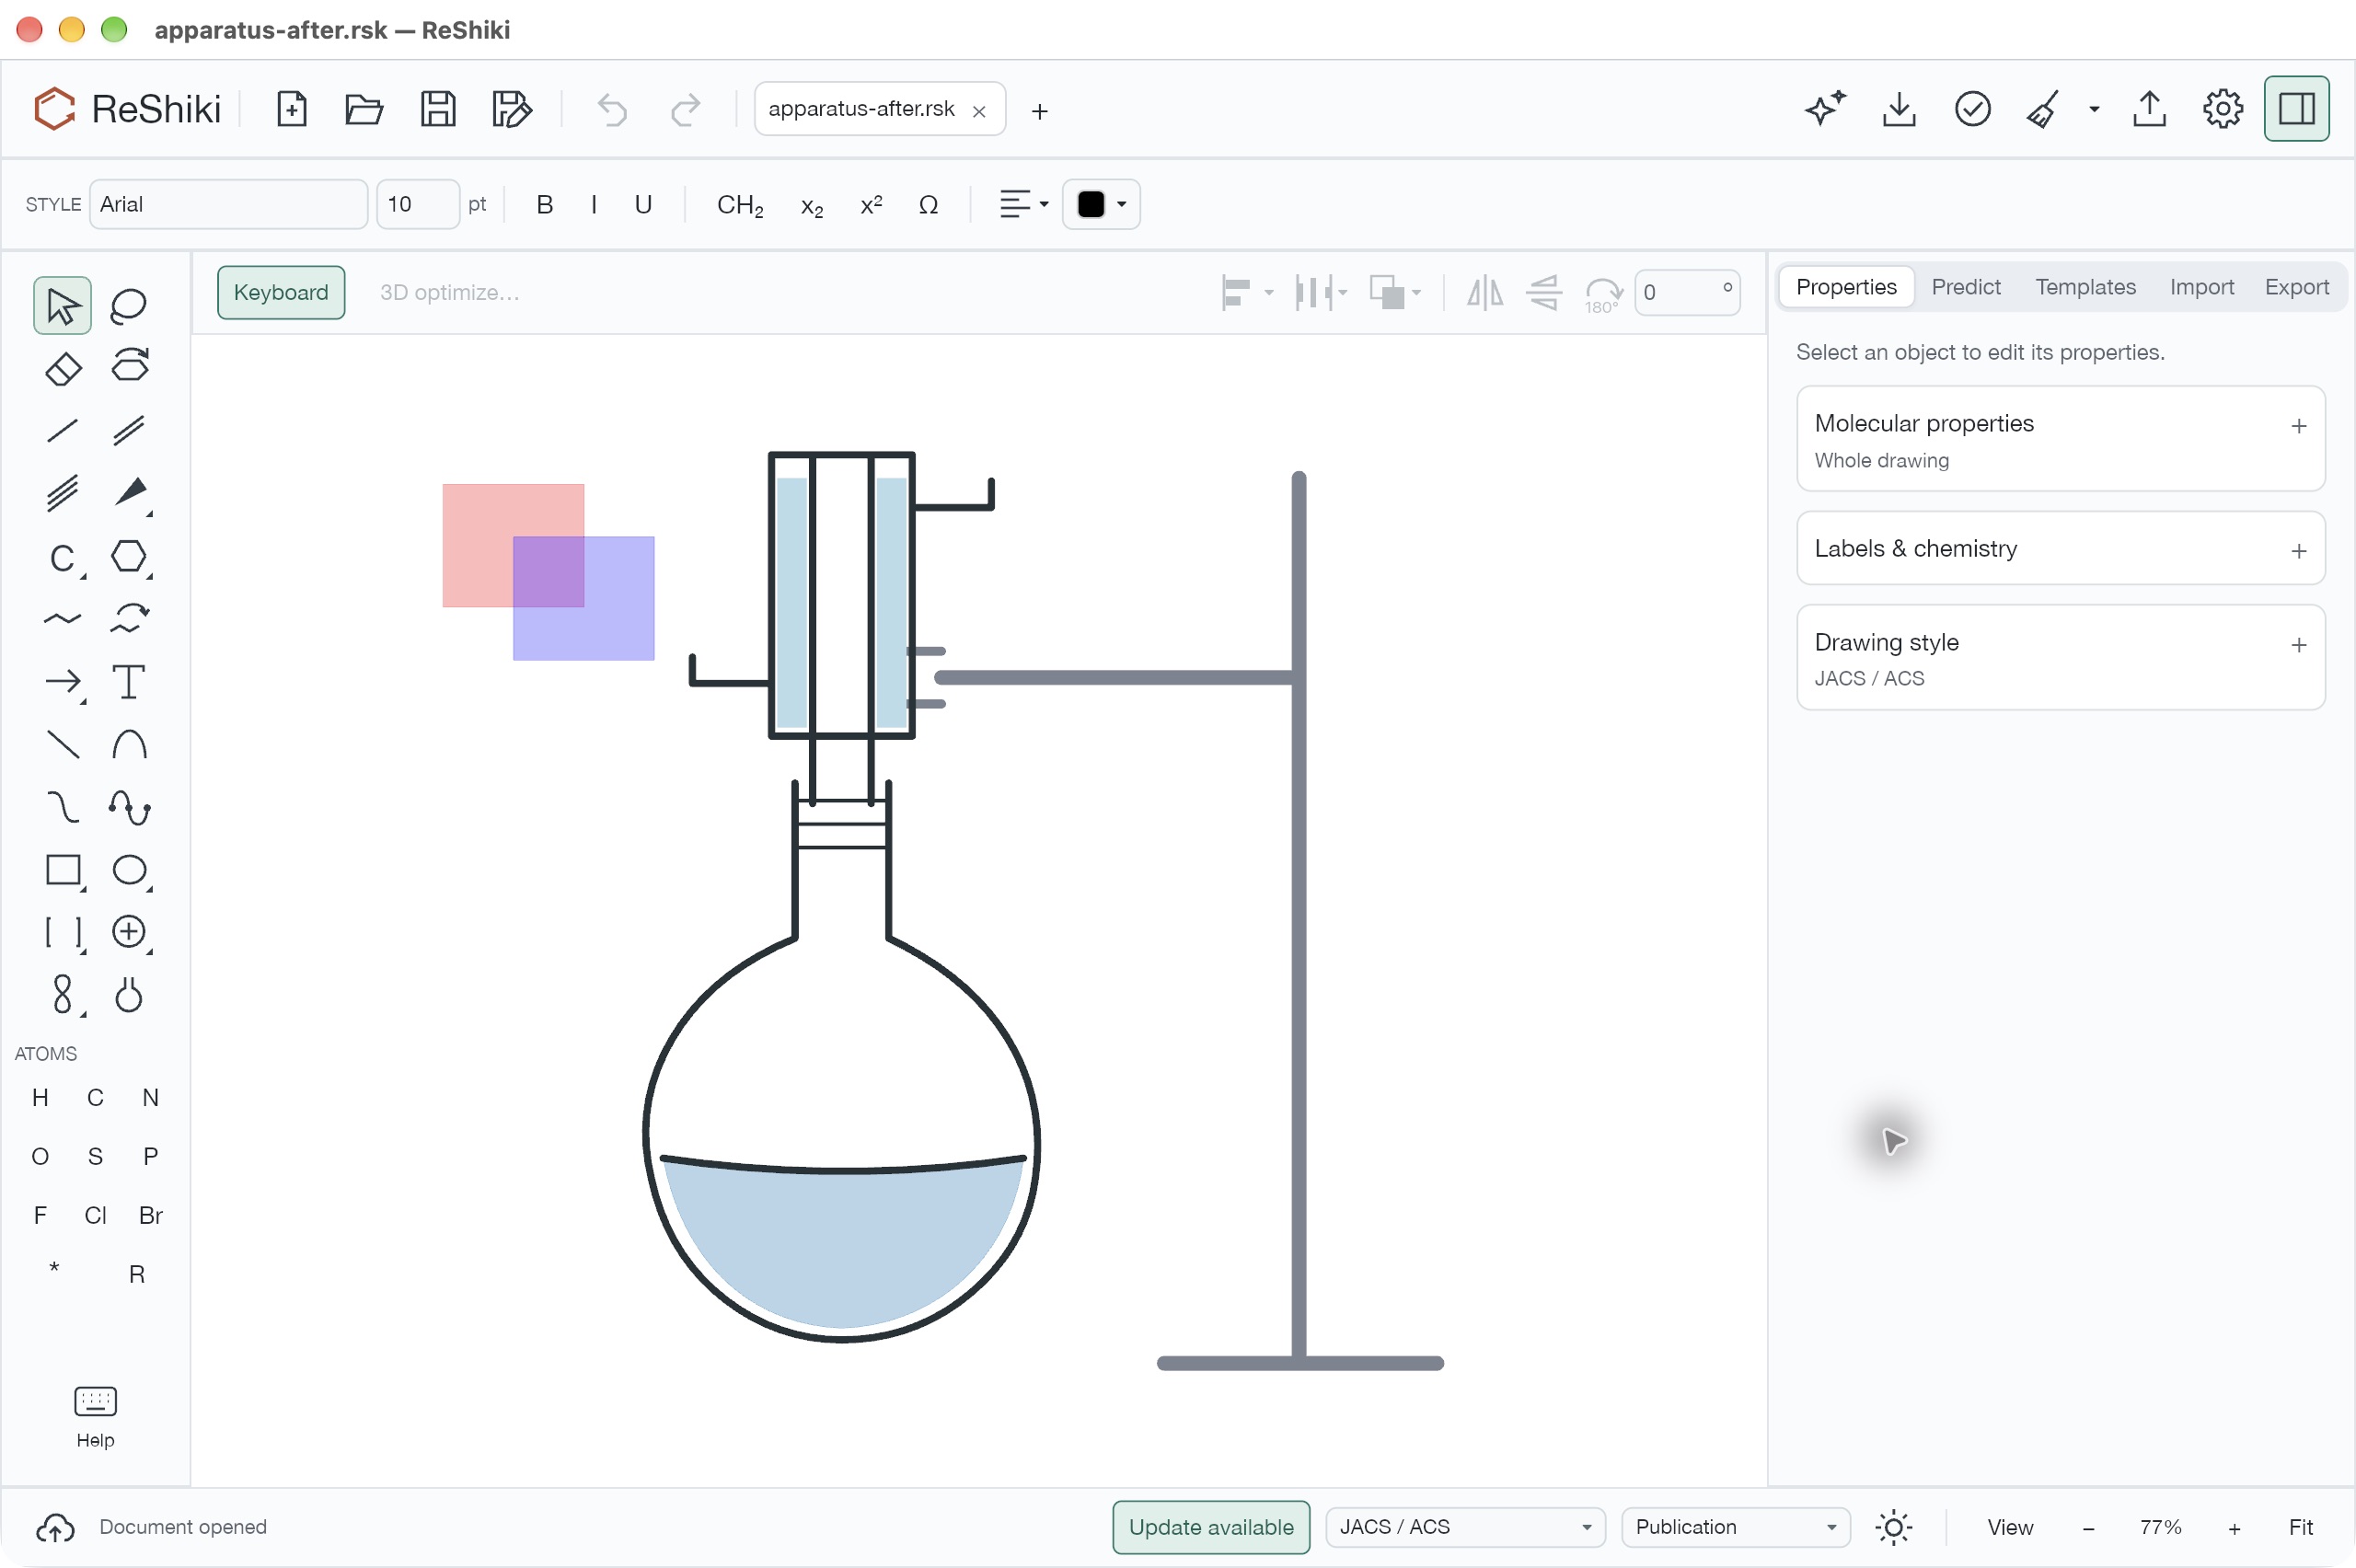 apparatus-after.rsk — ReShiki
ReShiki
apparatus-after.rsk ×
+
STYLE Arial 10 pt B I U CH₂ x₂ x² Ω
Keyboard 3D optimize... 180° 0 °
Properties Predict Templates Import Export
Select an object to edit its properties.
Molecular properties +
Whole drawing
Labels & chemistry +
Drawing style +
JACS / ACS
C
T
[ ]
ATOMS
H C N
O S P
F Cl Br
* R
Help
Document opened Update available JACS / ACS Publication View − 77% + Fit